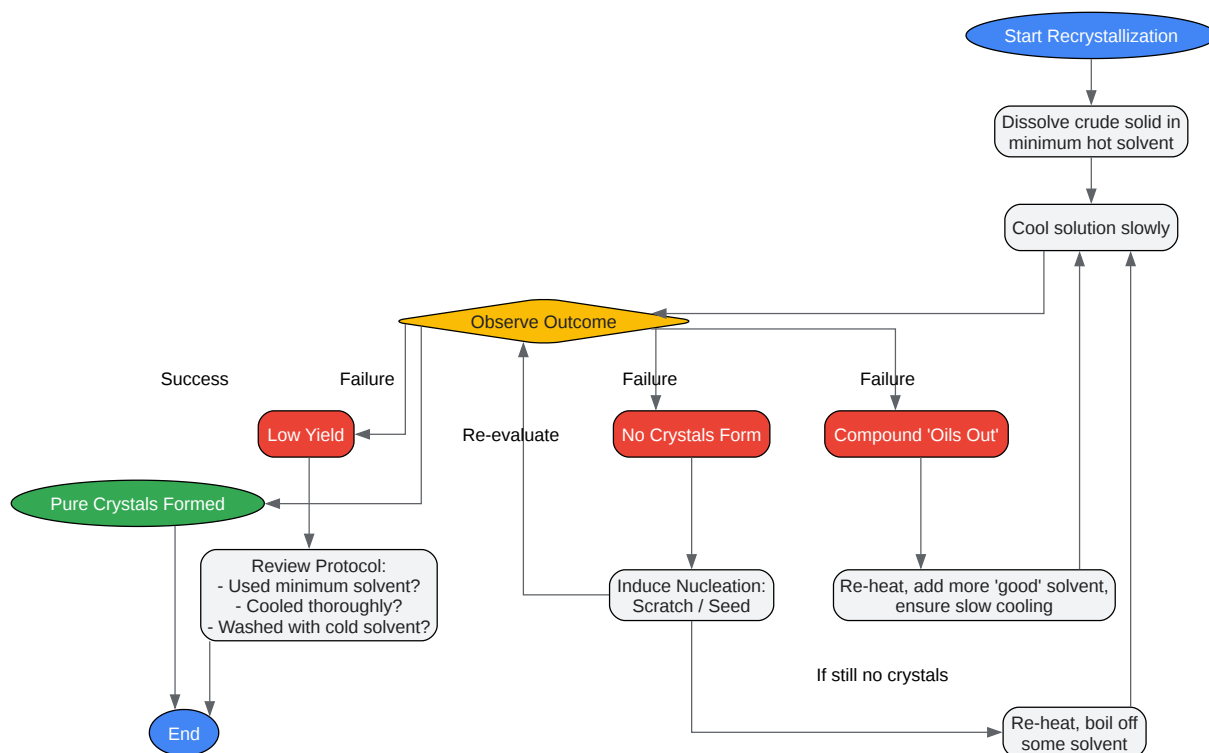 Start Recrystallization
Dissolve crude solid in
minimum hot solvent
Cool solution slowly
Observe Outcome
Success
Failure
Failure
Failure
Low Yield
Re-evaluate
No Crystals Form
Compound 'Oils Out'
Pure Crystals Formed
Review Protocol:
- Used minimum solvent?
- Cooled thoroughly?
- Washed with cold solvent?
Induce Nucleation:
Scratch / Seed
Re-heat, add more 'good' solvent,
ensure slow cooling
If still no crystals
End
Re-heat, boil off
some solvent